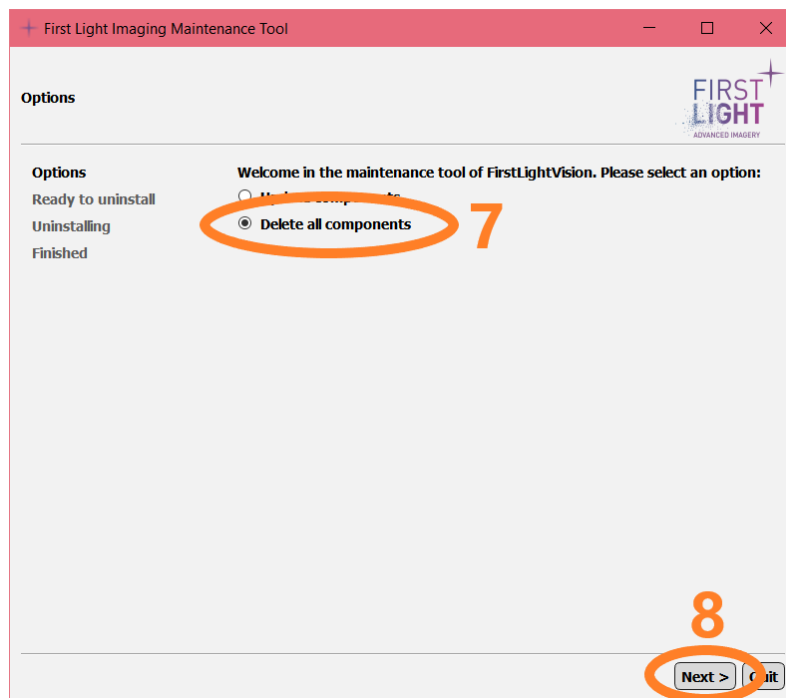 First Light Imaging Maintenance Tool
Options
FIRST
LIGHT
ADVANCED IMAGERY
Options
Welcome in the maintenance tool of FirstLightVision. Please select an option:
Ready to uninstall
Uninstalling
Delete all components
7
Finished
8
Next >
Quit